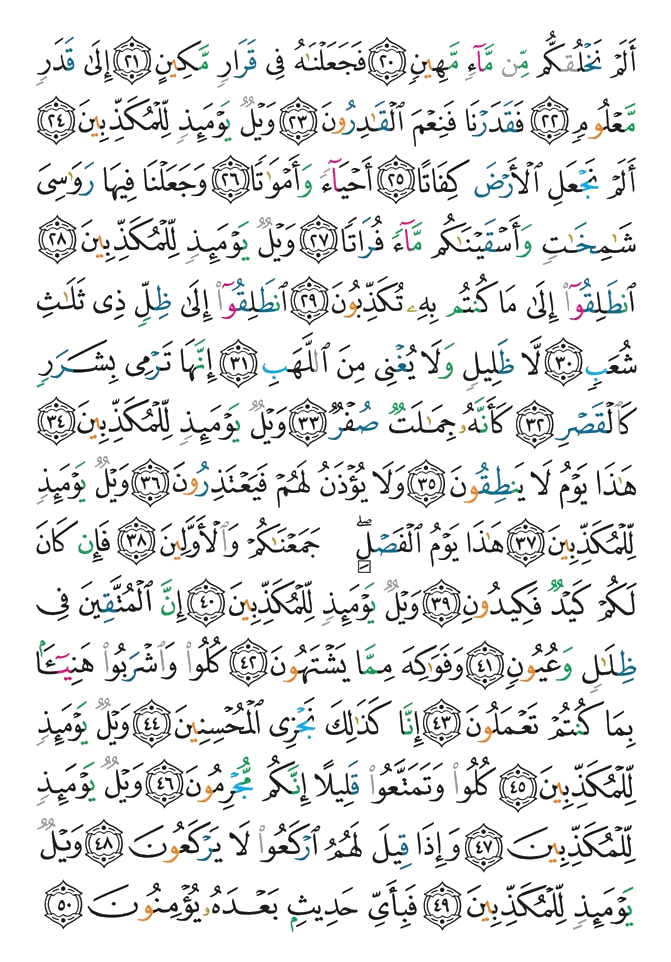 أَلَمْ نَخْلُقكُّم مِّن مَّآءٍ مَّهِينٍ ﴿٢٠﴾ فَجَعَلْنَـٰهُ فِى قَرَارٍ مَّكِينٍ ﴿٢١﴾ إِلَىٰ قَدَرٍ
مَّعْلُومٍ ﴿٢٢﴾ فَقَدَرْنَا فَنِعْمَ ٱلْقَـٰدِرُونَ ﴿٢٣﴾ وَيْلٌ يَوْمَئِذٍ لِّلْمُكَذِّبِينَ ﴿٢٤﴾
أَلَمْ نَجْعَلِ ٱلْأَرْضَ كِفَاتًا ﴿٢٥﴾ أَحْيَآءً وَأَمْوَٰتًا ﴿٢٦﴾ وَجَعَلْنَا فِيهَا رَوَٰسِىَ
شَـٰمِخَـٰتٍ وَأَسْقَيْنَـٰكُم مَّآءً فُرَاتًا ﴿٢٧﴾ وَيْلٌ يَوْمَئِذٍ لِّلْمُكَذِّبِينَ ﴿٢٨﴾
ٱنطَلِقُوٓا۟ إِلَىٰ مَا كُنتُم بِهِۦ تُكَذِّبُونَ ﴿٢٩﴾ ٱنطَلِقُوٓا۟ إِلَىٰ ظِلٍّ ذِى ثَلَـٰثِ
شُعَبٍ ﴿٣٠﴾ لَّا ظَلِيلٍ وَلَا يُغْنِى مِنَ ٱللَّهَبِ ﴿٣١﴾ إِنَّهَا تَرْمِى بِشَرَرٍ
كَٱلْقَصْرِ ﴿٣٢﴾ كَأَنَّهُۥ جِمَـٰلَتٌ صُفْرٌ ﴿٣٣﴾ وَيْلٌ يَوْمَئِذٍ لِّلْمُكَذِّبِينَ ﴿٣٤﴾
هَـٰذَا يَوْمُ لَا يَنطِقُونَ ﴿٣٥﴾ وَلَا يُؤْذَنُ لَهُمْ فَيَعْتَذِرُونَ ﴿٣٦﴾ وَيْلٌ يَوْمَئِذٍ
لِّلْمُكَذِّبِينَ ﴿٣٧﴾ هَـٰذَا يَوْمُ ٱلْفَصْلِ ۖ جَمَعْنَـٰكُمْ وَٱلْأَوَّلِينَ ﴿٣٨﴾ فَإِن كَانَ
لَكُمْ كَيْدٌ فَكِيدُونِ ﴿٣٩﴾ وَيْلٌ يَوْمَئِذٍ لِّلْمُكَذِّبِينَ ﴿٤٠﴾ إِنَّ ٱلْمُتَّقِينَ فِى
ظِلَـٰلٍ وَعُيُونٍ ﴿٤١﴾ وَفَوَٰكِهَ مِمَّا يَشْتَهُونَ ﴿٤٢﴾ كُلُوا۟ وَٱشْرَبُوا۟ هَنِيٓـَٔۢا
بِمَا كُنتُمْ تَعْمَلُونَ ﴿٤٣﴾ إِنَّا كَذَٰلِكَ نَجْزِى ٱلْمُحْسِنِينَ ﴿٤٤﴾ وَيْلٌ يَوْمَئِذٍ
لِّلْمُكَذِّبِينَ ﴿٤٥﴾ كُلُوا۟ وَتَمَتَّعُوا۟ قَلِيلًا إِنَّكُم مُّجْرِمُونَ ﴿٤٦﴾ وَيْلٌ يَوْمَئِذٍ
لِّلْمُكَذِّبِينَ ﴿٤٧﴾ وَإِذَا قِيلَ لَهُمُ ٱرْكَعُوا۟ لَا يَرْكَعُونَ ﴿٤٨﴾ وَيْلٌ
يَوْمَئِذٍ لِّلْمُكَذِّبِينَ ﴿٤٩﴾ فَبِأَىِّ حَدِيثٍۭ بَعْدَهُۥ يُؤْمِنُونَ ﴿٥٠﴾